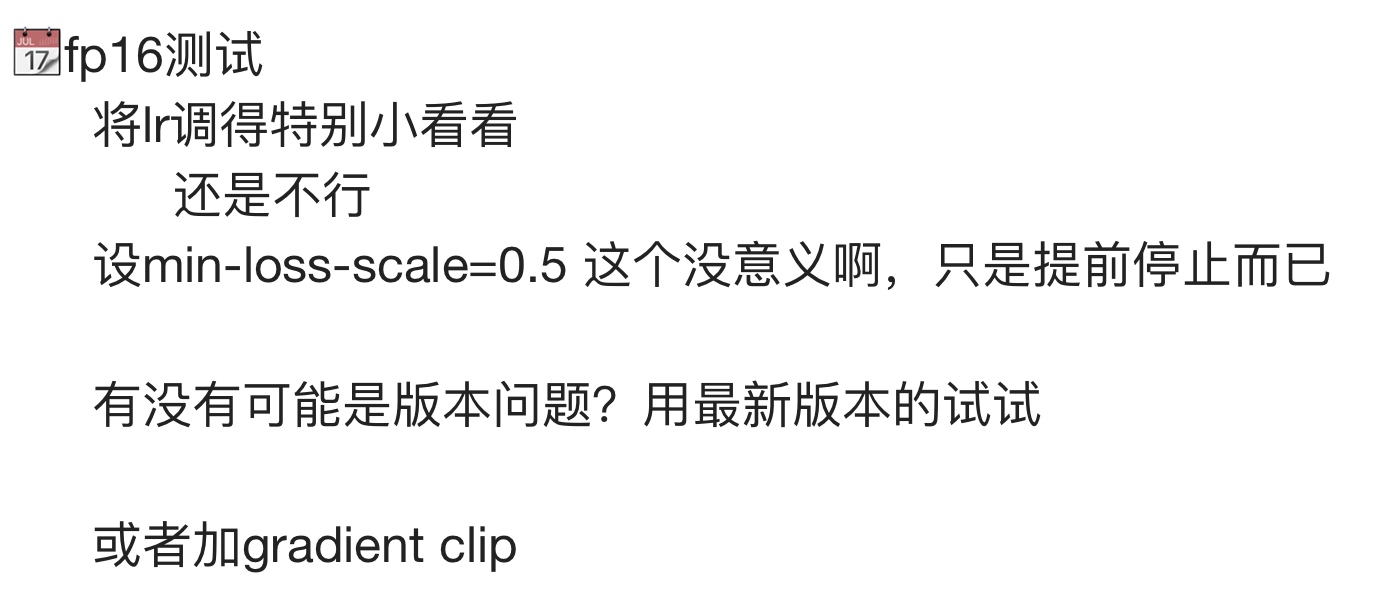 📅fp16测试
将lr调得特别小看看
还是不行
设min-loss-scale=0.5 这个没意义啊，只是提前停止而已
有没有可能是版本问题？用最新版本的试试
或者加gradient clip